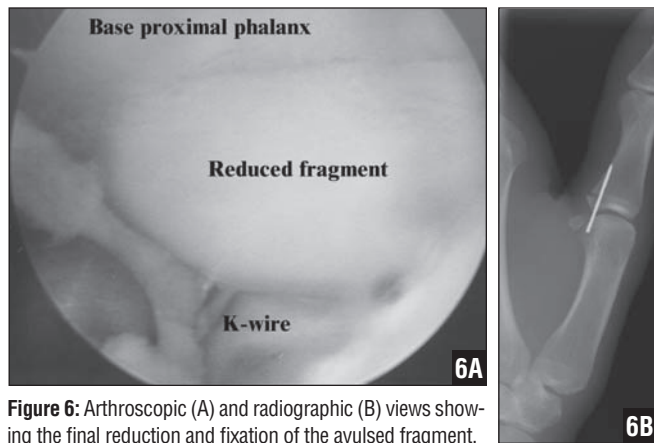 Base proximal phalanx
Reduced fragment
K-wire
6A
6B
Figure 6: Arthroscopic (A) and radiographic (B) views show-
ing the final reduction and fixation of the avulsed fragment.